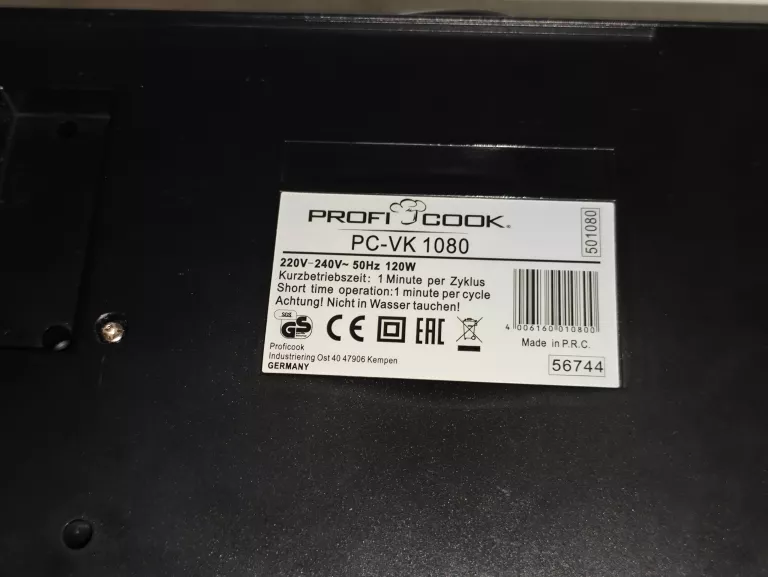 PROFI COOK®
PC-VK 1080
501080
220V-240V~ 50Hz 120W
Kurzbetriebszeit: 1 Minute per Zyklus
Short time operation:1 minute per cycle
Achtung! Nicht in Wasser tauchen!
SGS
GS CE EAC
4 006160 010800
Made in P.R.C.
Proficook
Industriering Ost 40 47906 Kempen
GERMANY
56744